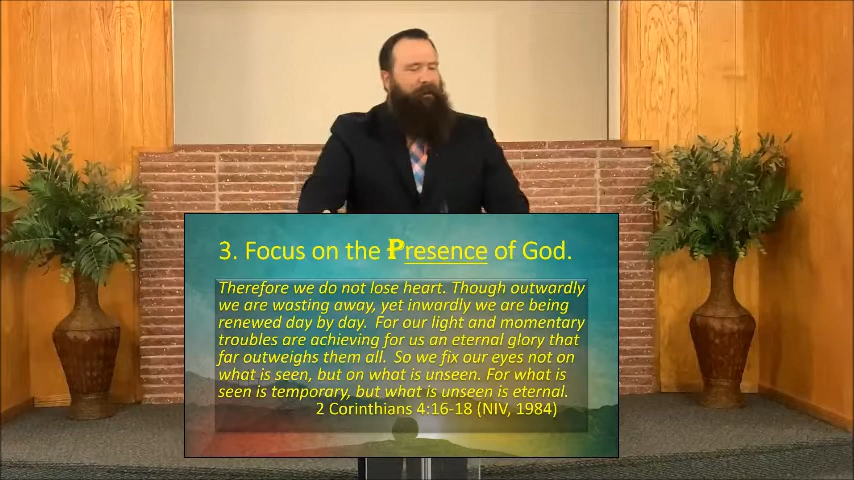 3. Focus on the Presence of God.
Therefore we do not lose heart. Though outwardly
we are wasting away, yet inwardly we are being
renewed day by day. For our light and momentary
troubles are achieving for us an eternal glory that
far outweighs them all. So we fix our eyes not on
what is seen, but on what is unseen. For what is
seen is temporary, but what is unseen is eternal.
2 Corinthians 4:16-18 (NIV, 1984)